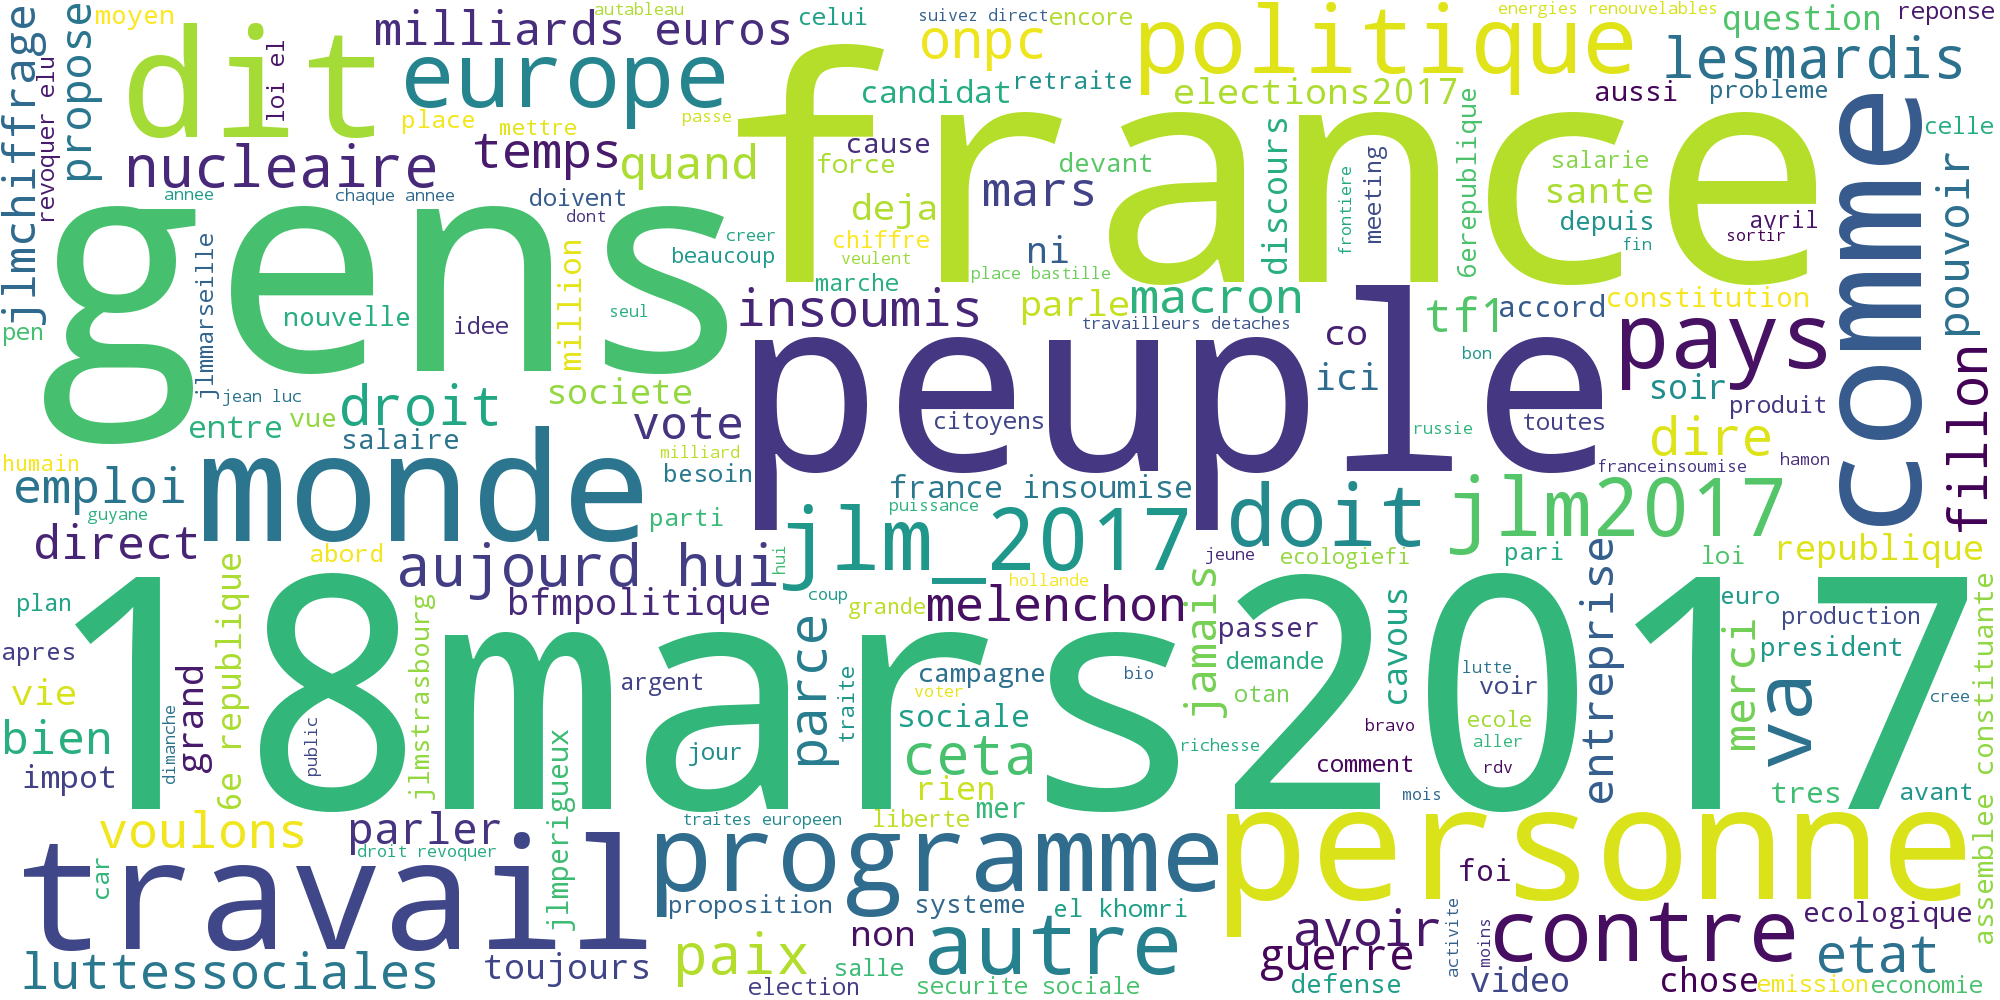 moyen
autableau
celui
suivez direct
encore
energies renouvelables
question
reponse
milliards euros
onpc
politique
lesmardis
dit
loi el
revoquer elu
propose
jlmchiffrage
europe
candidat
retraite
elections2017
aussi
probleme
place
mettre
passe
france
comme
celle
nucleaire
temps
quand
cause
force
devant
discours
meeting
frontiere
6erepublique
salarie
sante
depuis
avril
sortir
fin
pouvoir
annee
chaque annee
doivent
dont
deja
mars
gens
creer
beaucoup
chiffre
veulent
ni
place bastille
marche
million
jlmmarseille
pen
nouvelle
idee
seul
insoumis
parle
macron
travailleurs detaches
tf1
accord
constitution
co
pays
bon
fillon
peuple
ici
soir
produit
jean luc
societe
droit
vue
entre
salaire
vote
citoyens
russie
toutes
dire
humain
monde
milliard
besoin
franceinsoumise
hamon
emploi
guyane
parti
france insoumise
puissance
doit
jlm2017
jlm_2017
direct
abord
aujourd hui
hui
jeune
ecologiefi
pari
loi
republique
plan
6e republique
jlmstrasbourg
bfmpolitique
coup
grande
hollande
melenchon
jamais
passer
cavous
entreprise
euro
production
president
merci
assemblee constituante
apres
18mars2017
vie
grand
argent
parce
traite
campagne
voter
bio
demande
otan
lutte
voir
va
cree
bien
dimanche
public
sociale
ecole
aller
bravo
richesse
impot
jour
ceta
comment
rdv
jlmperigueux
rien
mer
mois
tres
avant
voulons
parler
traites europeen
liberte
droit revoquer
car
travail
programme
personne
foi
proposition
systeme
el khomri
ecologique
non
autre
avoir
activite
moins
contre
etat
luttessociales
toujours
paix
salle
guerre
election
securite sociale
defense
video
chose
emission
economie